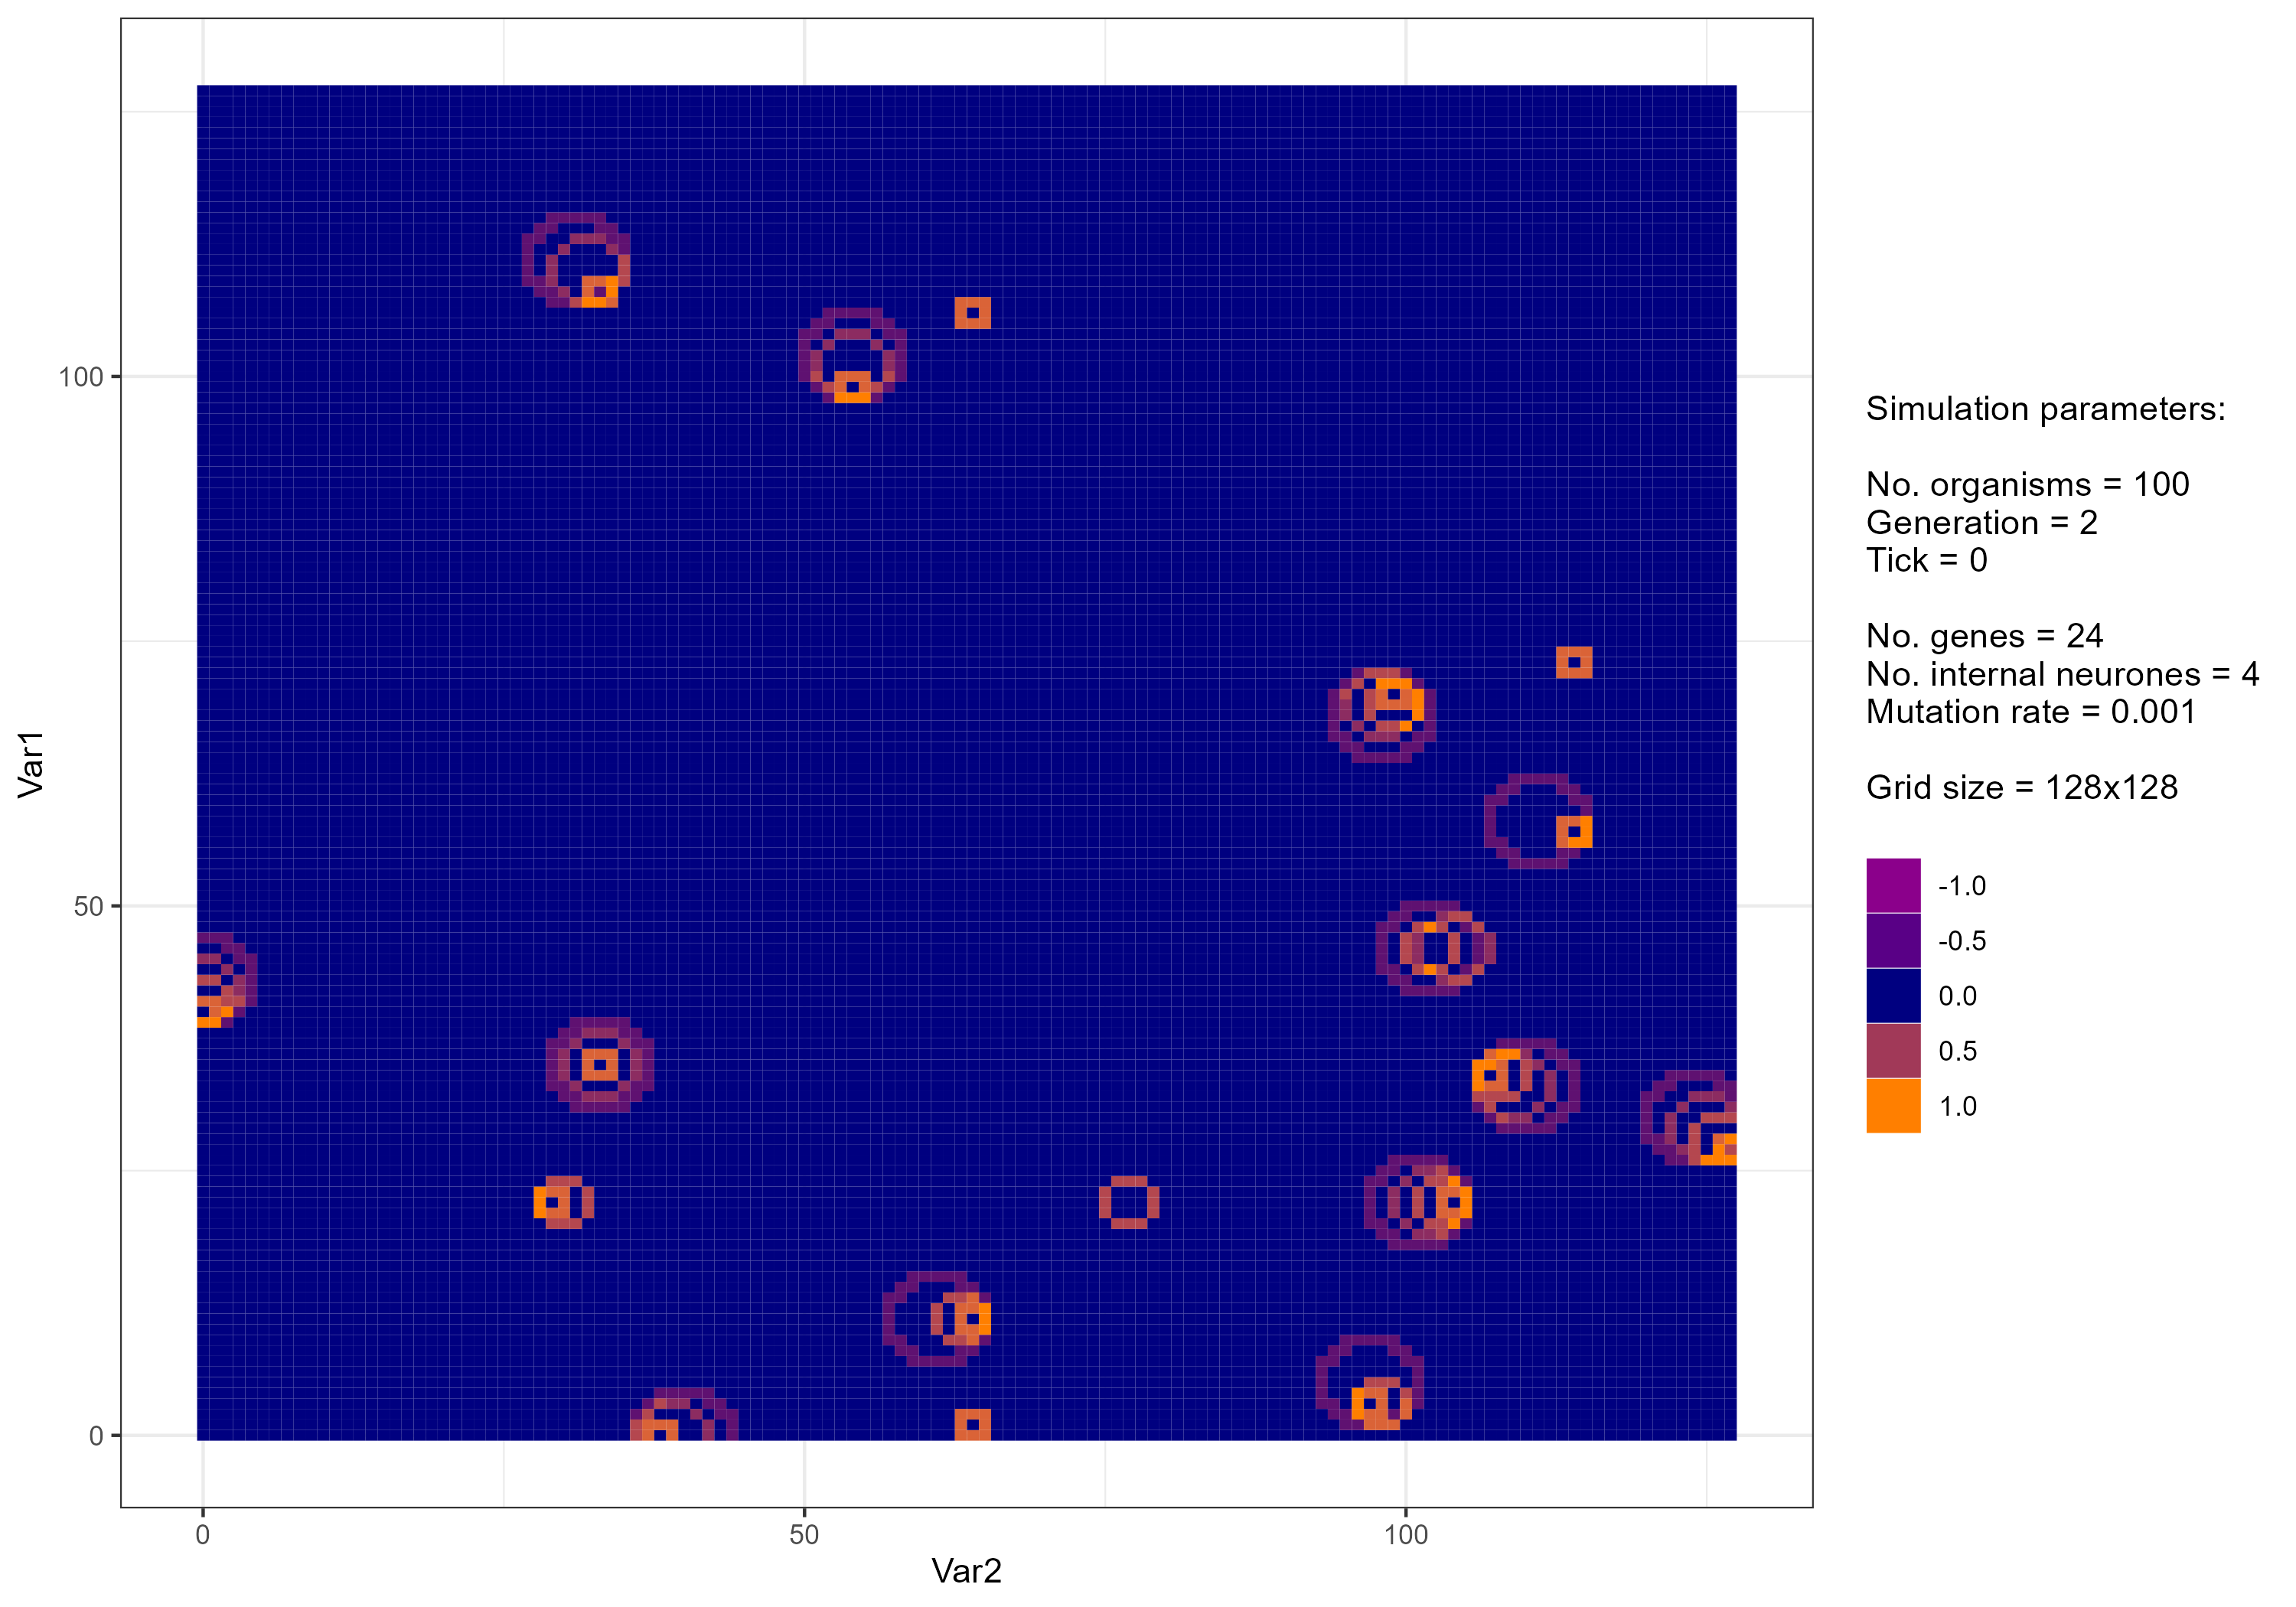 100
50
0
Var1
0
50
100
Var2
Simulation parameters:
No. organisms = 100
Generation = 2
Tick = 0
No. genes = 24
No. internal neurones = 4
Mutation rate = 0.001
Grid size = 128x128
-1.0
-0.5
0.0
0.5
1.0